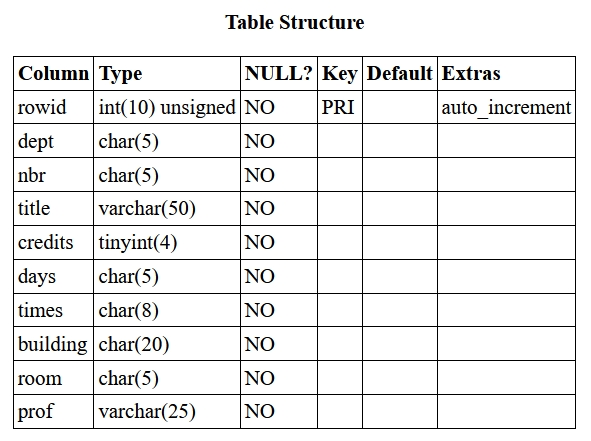 Table Structure
Column Type NULL? Key Default Extras
rowid int(10) unsigned NO PRI auto_increment
dept char(5) NO
nbr char(5) NO
title varchar(50) NO
credits tinyint(4) NO
days char(5) NO
times char(8) NO
building char(20) NO
room char(5) NO
prof varchar(25) NO